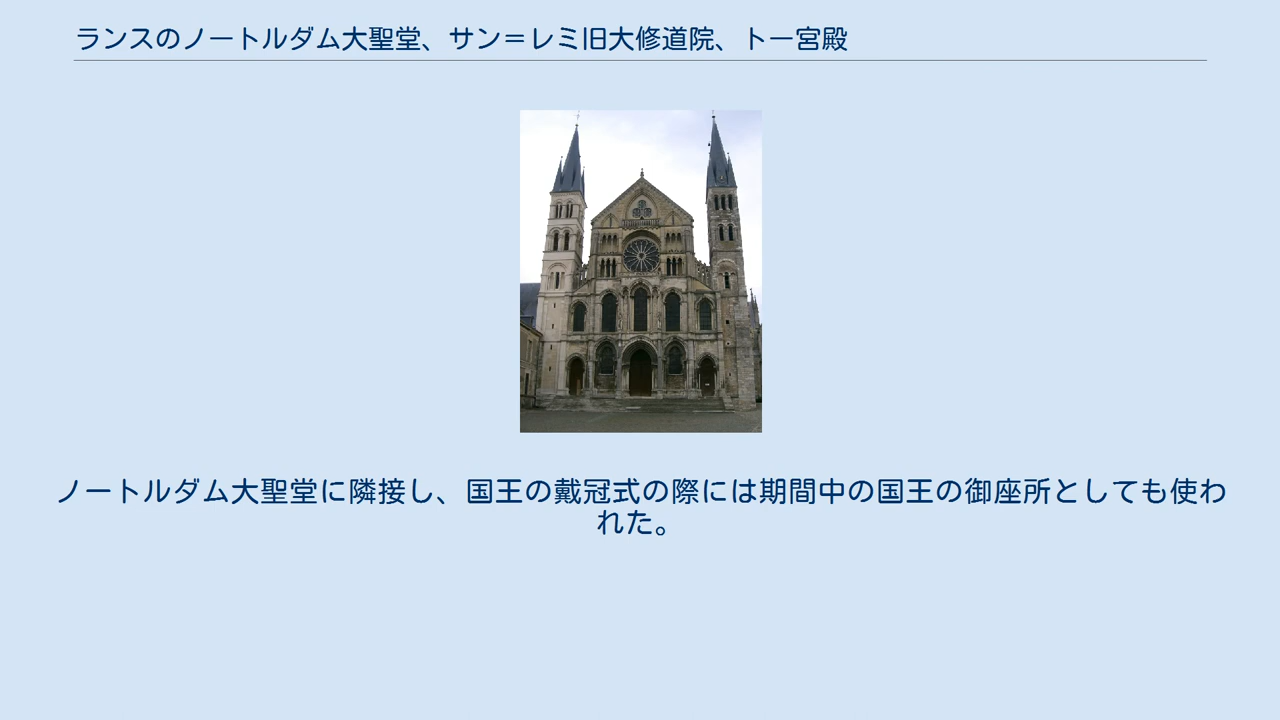 ランスのノートルダム大聖堂、サン＝レミ旧大修道院、トー宮殿
ノートルダム大聖堂に隣接し、国王の戴冠式の際には期間中の国王の御座所としても使わ
れた。